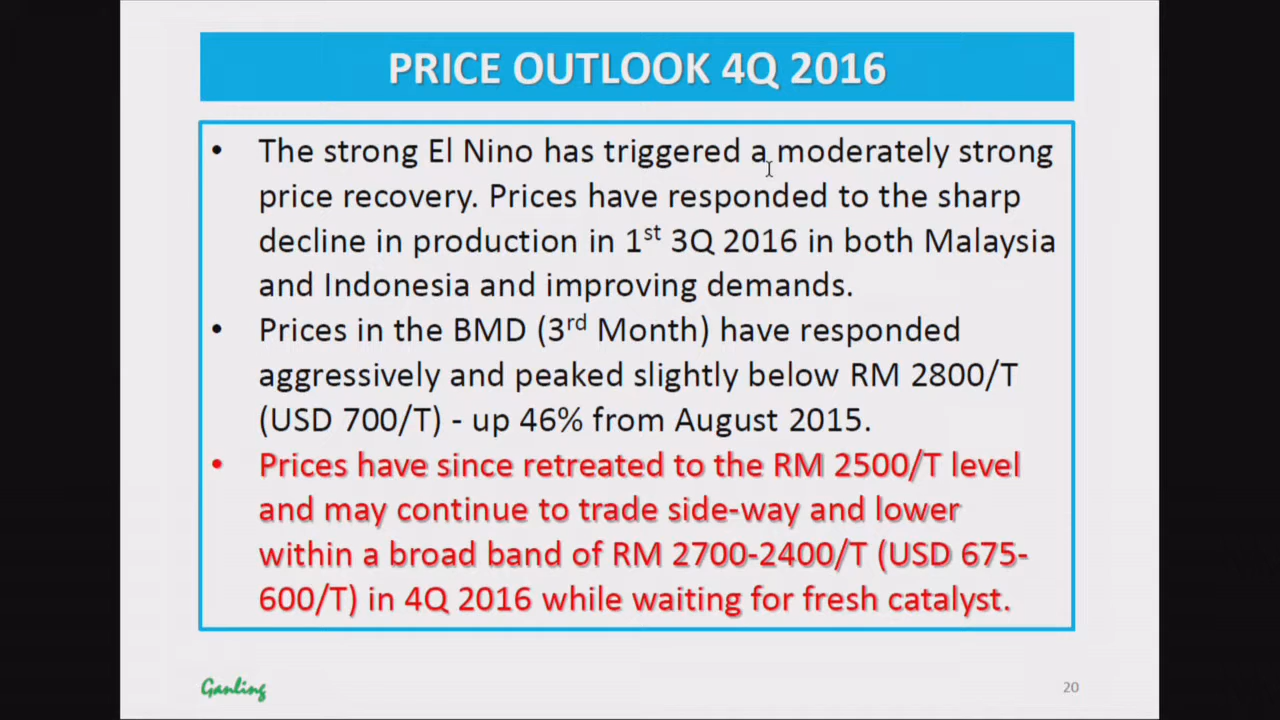 PRICE OUTLOOK 4Q 2016
• The strong El Nino has triggered a moderately strong
price recovery. Prices have responded to the sharp
decline in production in 1st 3Q 2016 in both Malaysia
and Indonesia and improving demands.
• Prices in the BMD (3rd Month) have responded
aggressively and peaked slightly below RM 2800/T
(USD 700/T) - up 46% from August 2015.
• Prices have since retreated to the RM 2500/T level
and may continue to trade side-way and lower
within a broad band of RM 2700-2400/T (USD 675-
600/T) in 4Q 2016 while waiting for fresh catalyst.
Ganling
20